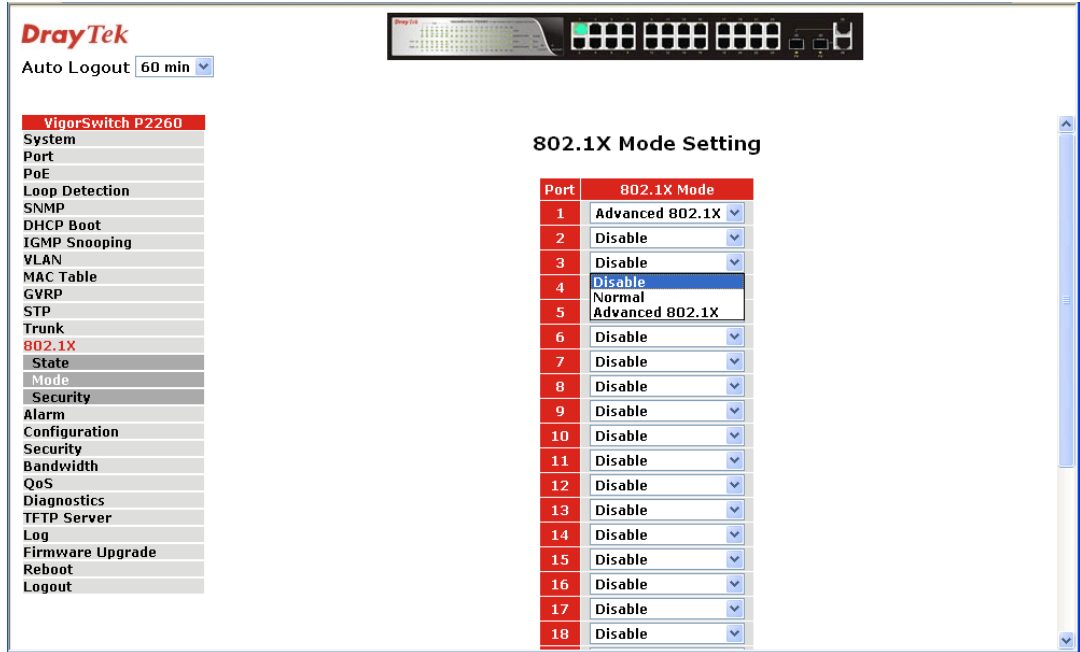 DrayTek
Auto Logout 60 min
VigorSwitch P2260
System
Port
PoE
Loop Detection
SNMP
DHCP Boot
IGMP Snooping
VLAN
MAC Table
GVRP
STP
Trunk
802.1X
State
Mode
Security
Alarm
Configuration
Security
Bandwidth
QoS
Diagnostics
TFTP Server
Log
Firmware Upgrade
Reboot
Logout
802.1X Mode Setting
Port 802.1X Mode
1 Advanced 802.1X
2 Disable
3 Disable
Disable
Normal
Advanced 802.1X
4
5
6 Disable
7 Disable
8 Disable
9 Disable
10 Disable
11 Disable
12 Disable
13 Disable
14 Disable
15 Disable
16 Disable
17 Disable
18 Disable